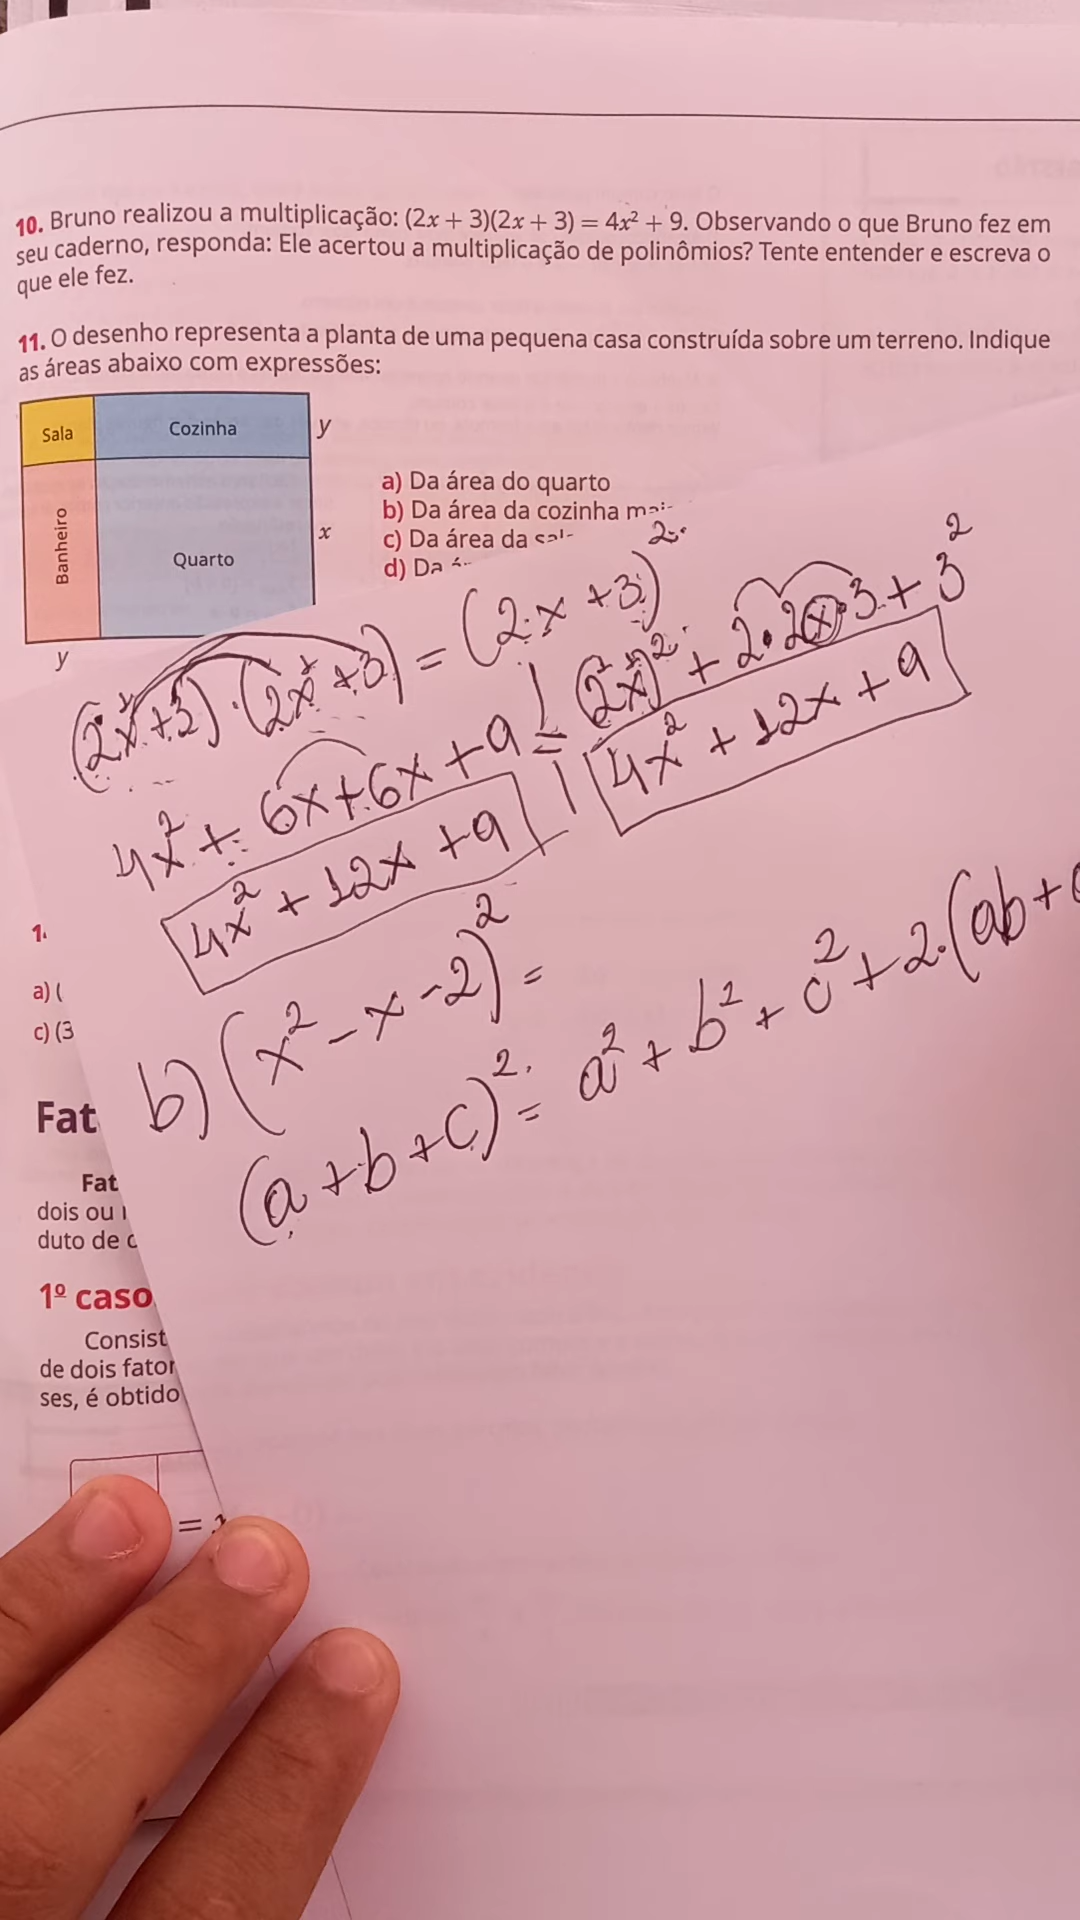 10. Bruno realizou a multiplicação: (2x + 3)(2x + 3) = 4x² + 9. Observando o que Bruno fez em
seu caderno, responda: Ele acertou a multiplicação de polinômios? Tente entender e escreva o
que ele fez.
11. O desenho representa a planta de uma pequena casa construída sobre um terreno. Indique
as áreas abaixo com expressões:
Sala
Cozinha
y
Banheiro
Quarto
x
y
a) Da área do quarto
b) Da área da cozinha
c) Da área da
d) Da
(2x+3).(2x+3) = (2x+3)²
4x² + 6x+6x+9
4x² + 12x +9
= (2x)² + 2.2x.3 + 3²
4x² + 12x + 9
b) (x² - x - 2)² =
(a+b+c)² = a² + b² + c² + 2.(ab+
a) (
c) (3
Fat
Fat
dois ou
duto de
1º caso
Consist
de dois fator
ses, é obtido
=